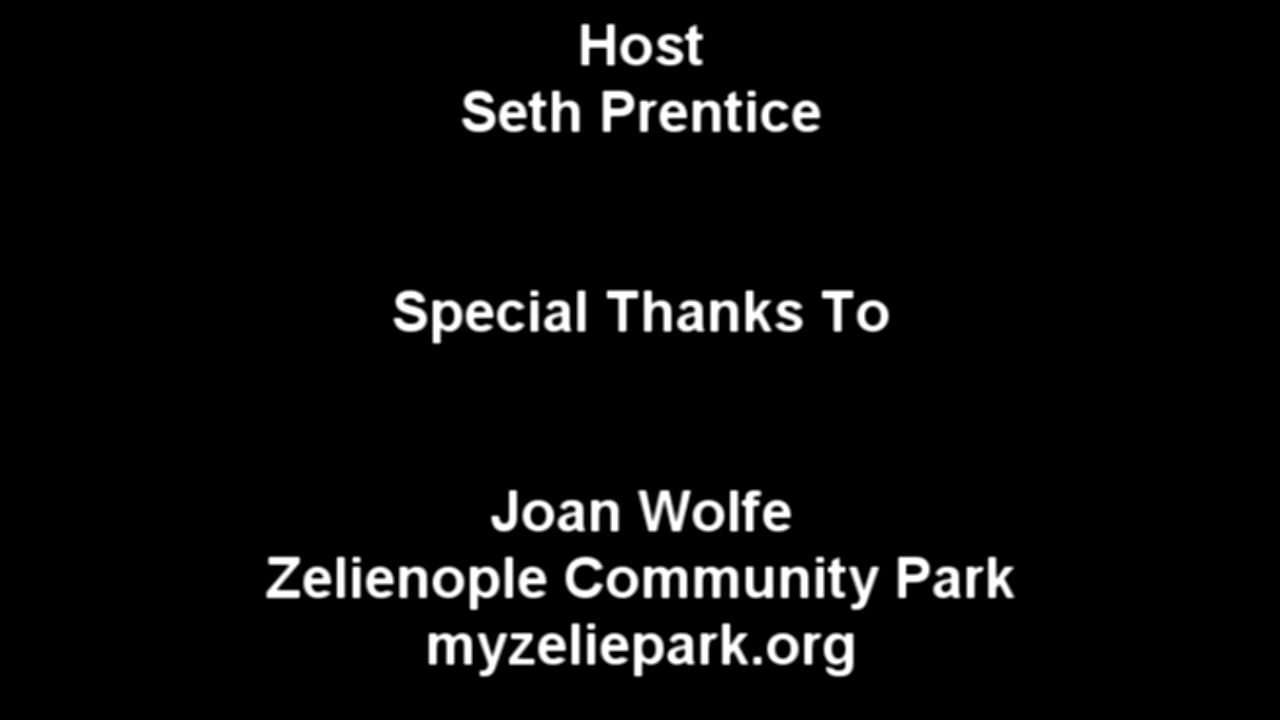 Host
Seth Prentice
Special Thanks To
Joan Wolfe
Zelienople Community Park
myzeliepark.org